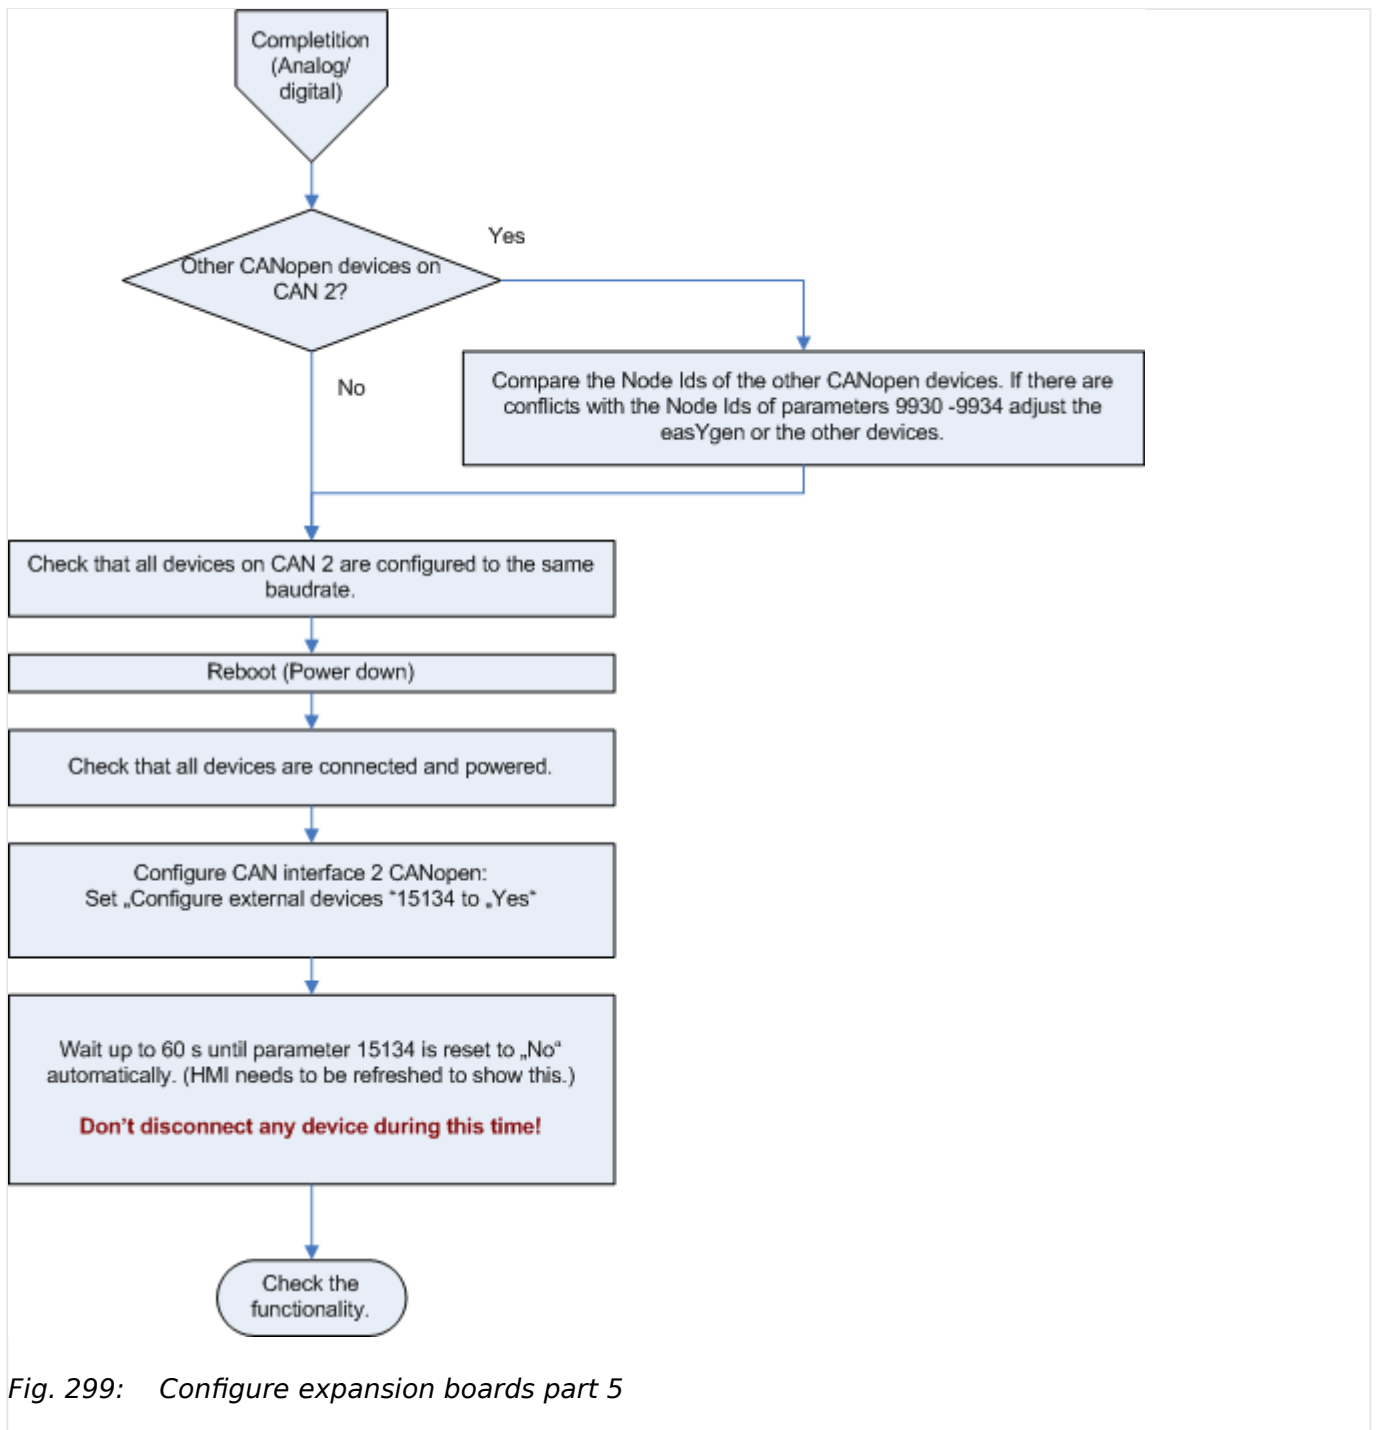 Completition
(Analog/
digital)
Yes
Other CANopen devices on
CAN 2?
No
Compare the Node Ids of the other CANopen devices. If there are
conflicts with the Node Ids of parameters 9930 -9934 adjust the
easYgen or the other devices.
Check that all devices on CAN 2 are configured to the same
baudrate.
Reboot (Power down)
Check that all devices are connected and powered.
Configure CAN interface 2 CANopen:
Set „Configure external devices “15134 to „Yes“
Wait up to 60 s until parameter 15134 is reset to „No“
automatically. (HMI needs to be refreshed to show this.)
Don’t disconnect any device during this time!
Check the
functionality.
Fig. 299: Configure expansion boards part 5